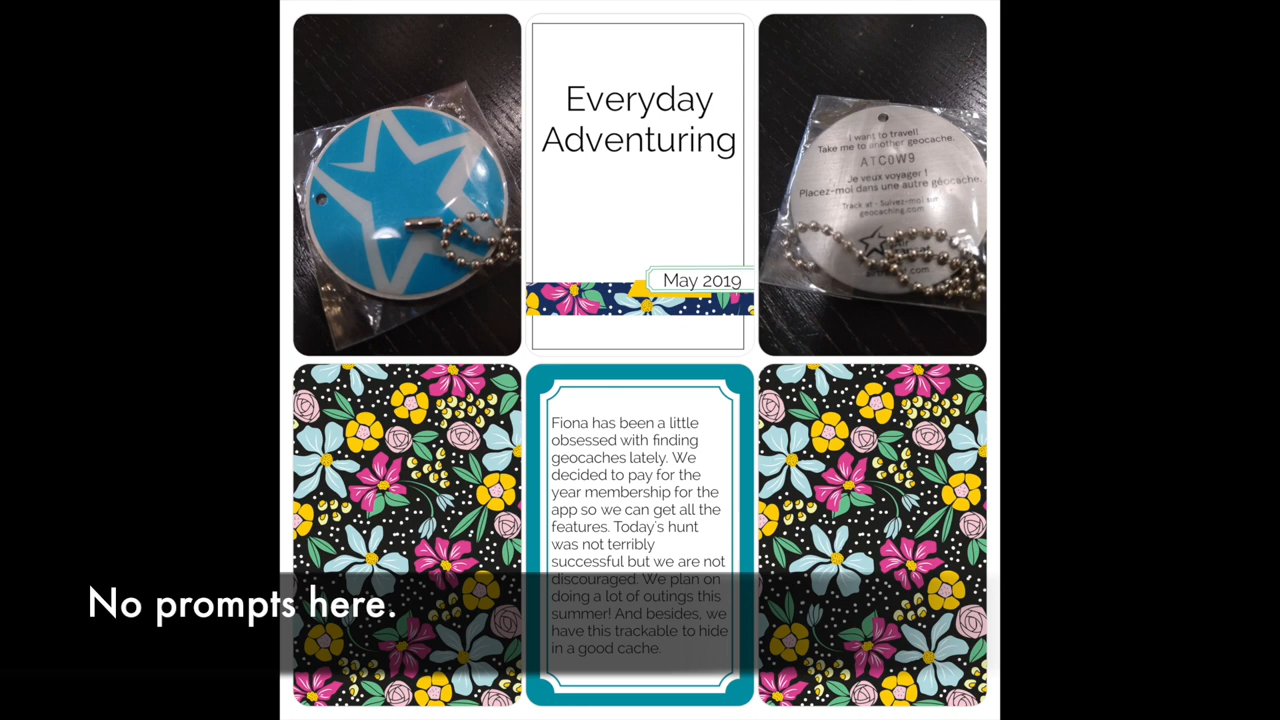 Everyday
Adventuring
May 2019
I want to travel!
Take me to another geocache.
ATC0W9
Je veux voyager !
Placez-moi dans une autre géocache.
Track at - Suivez-moi sur
geocaching.com
Fiona has been a little
obsessed with finding
geocaches lately. We
decided to pay for the
year membership for the
app so we can get all the
features. Today's hunt
was not terribly
successful but we are not
discouraged. We plan on
doing a lot of outings this
summer! And besides, we
have this trackable to hide
in a good cache.
No prompts here.